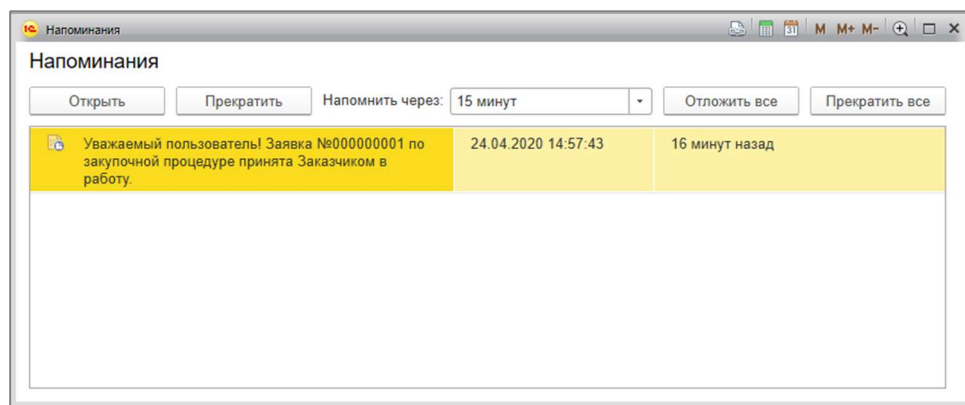 1С Напоминания
31 M M+ M-
Напоминания
Открыть Прекратить Напомнить через: 15 минут Отложить все Прекратить все
Уважаемый пользователь! Заявка №000000001 по 24.04.2020 14:57:43 16 минут назад
закупочной процедуре принята Заказчиком в
работу.